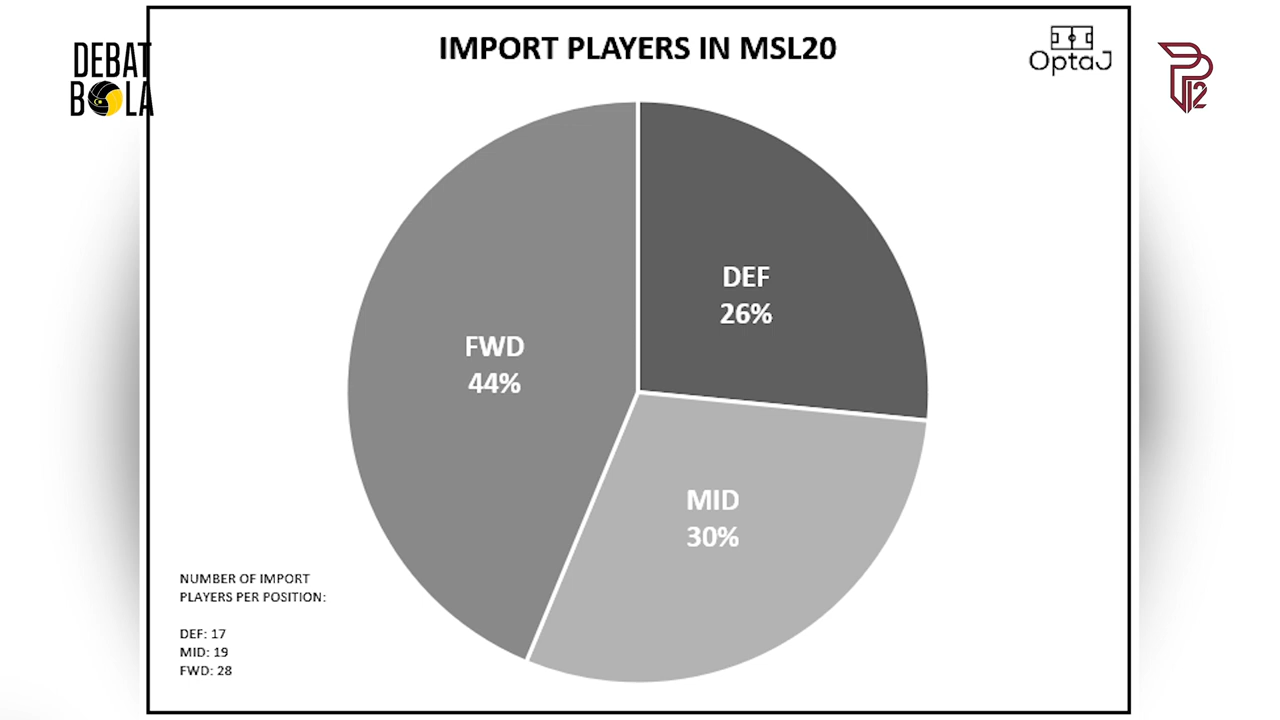 DEBAT
BOLA
IMPORT PLAYERS IN MSL20
OptaJ
P12
DEF
26%
FWD
44%
MID
30%
NUMBER OF IMPORT
PLAYERS PER POSITION:
DEF: 17
MID: 19
FWD: 28